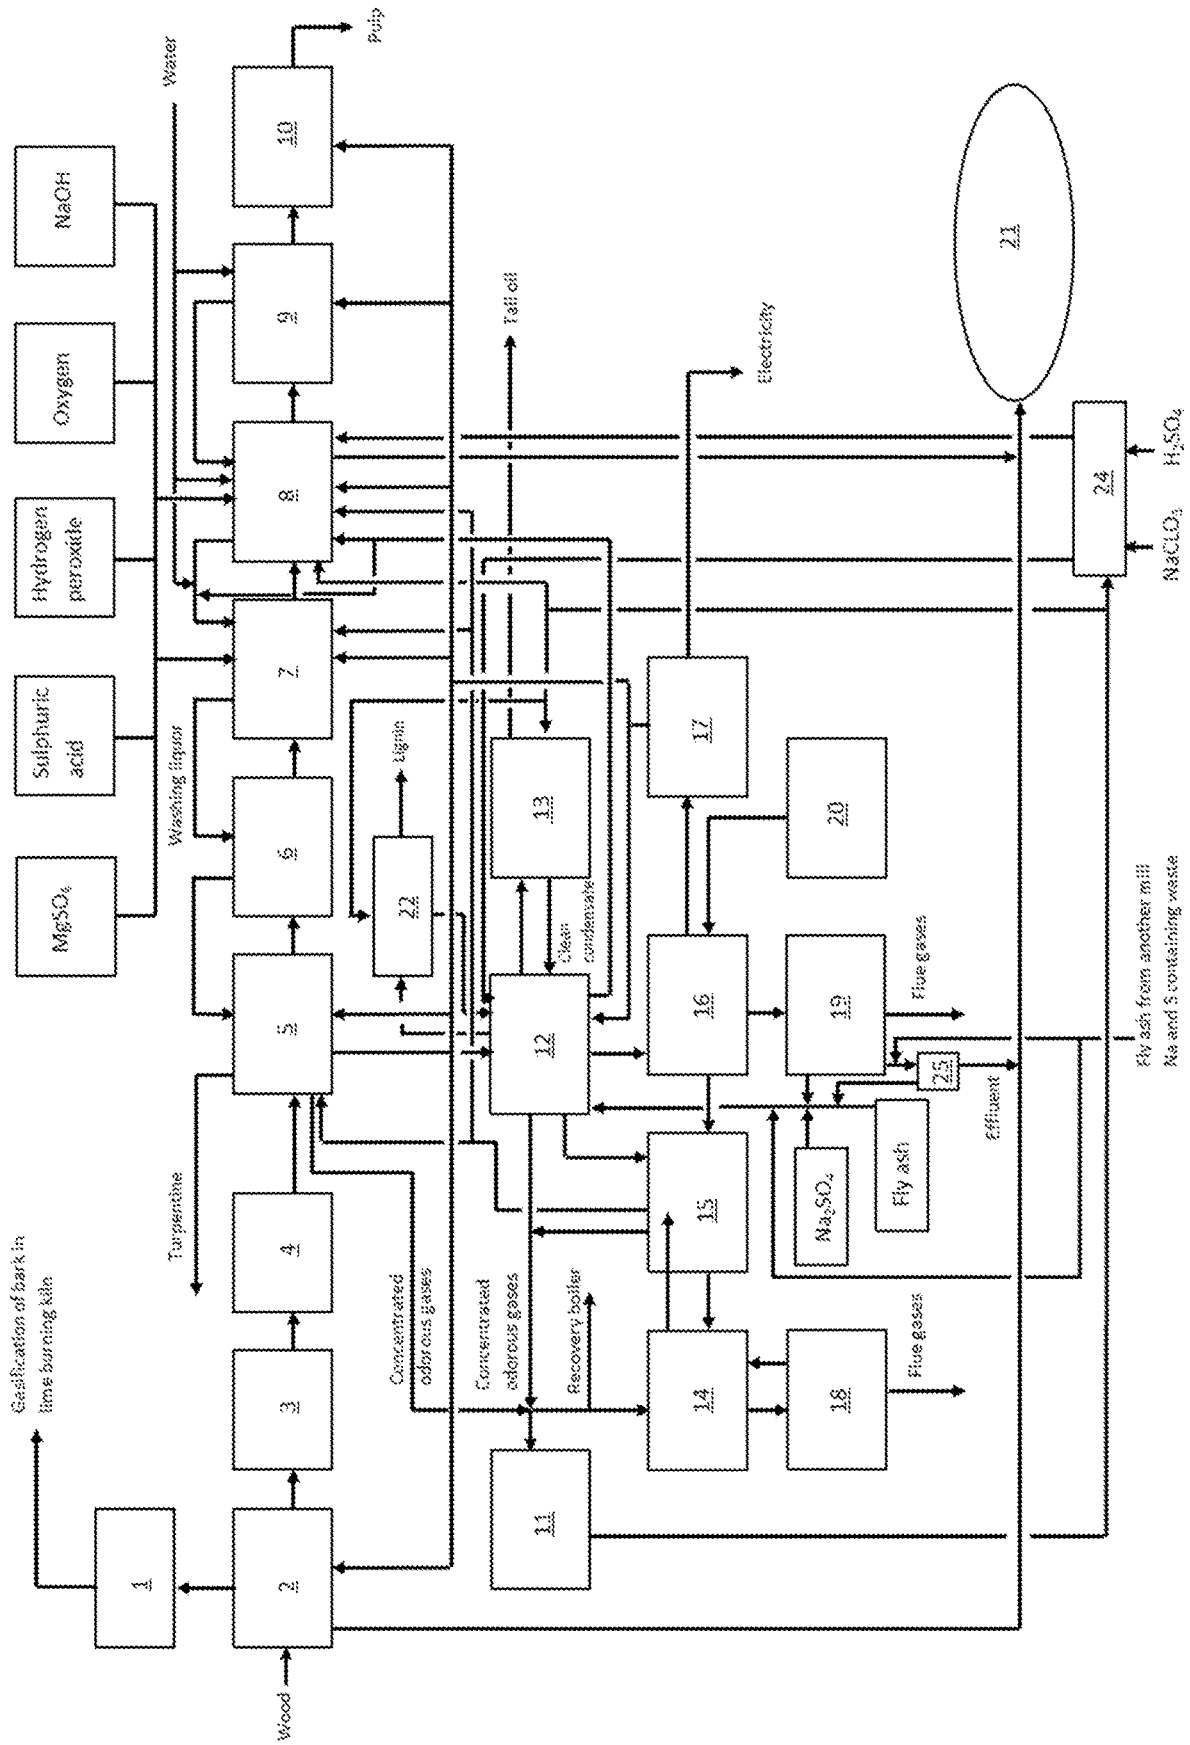 Gasification of bark in
lime burning kiln
1
Wood
2
3
4
5
6
7
8
9
10
Pulp
Turpentine
Washing liquor
Water
MgSO₄
Sulphuric
acid
Hydrogen
peroxide
Oxygen
NaOH
Concentrated
odorous gases
22
Lignin
Concentrated
odorous gases
Recovery boiler
11
12
Clean
condensate
13
Tall oil
14
15
16
17
Electricity
18
Flue gases
19
Flue gases
20
Na₂SO₄
Fly ash
25
Effluent
21
24
NaCLO₃
H₂SO₄
Fly ash from another mill
Na and S containing waste